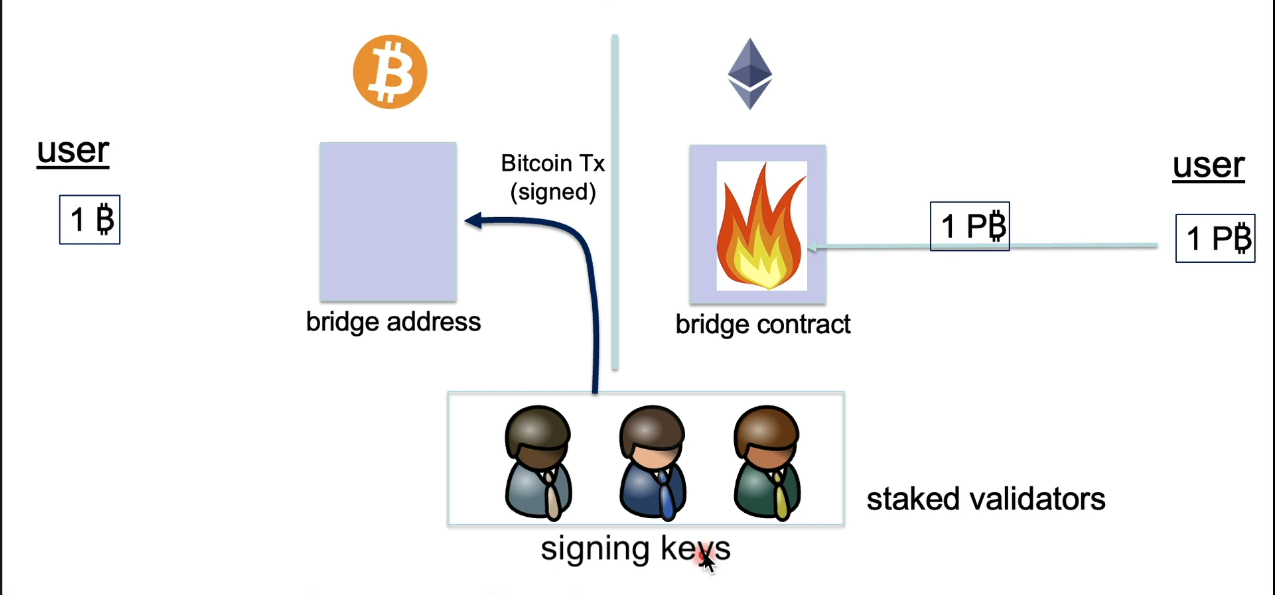 user
1 ₿
bridge address
Bitcoin Tx
(signed)
bridge contract
1 P₿
user
1 P₿
staked validators
signing keys